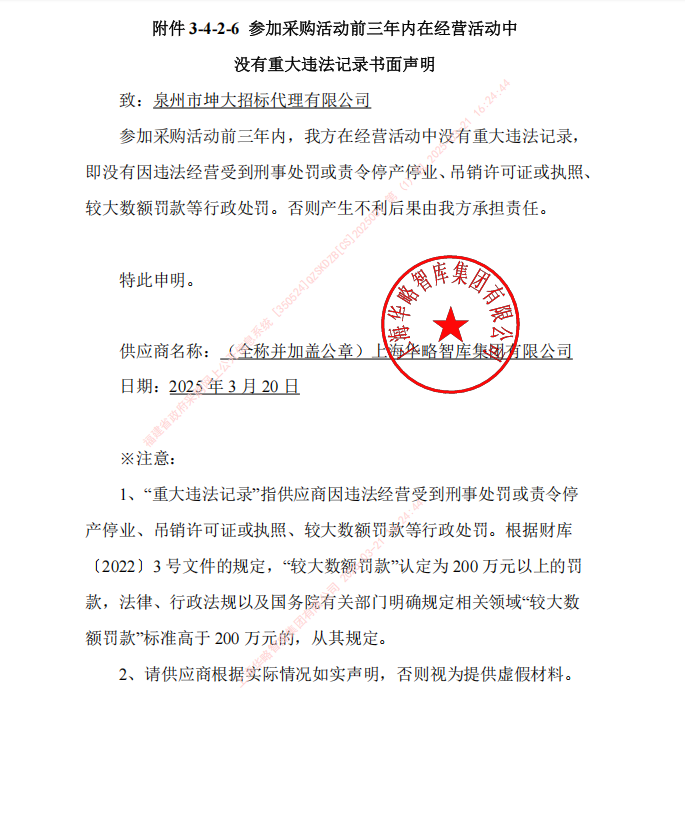 附件 3-4-2-6 参加采购活动前三年内在经营活动中
没有重大违法记录书面声明
致：泉州市坤大招标代理有限公司
参加采购活动前三年内，我方在经营活动中没有重大违法记录，
即没有因违法经营受到刑事处罚或责令停产停业、吊销许可证或执照、
较大数额罚款等行政处罚。否则产生不利后果由我方承担责任。
特此申明。
上海华略智库集团有限公司
供应商名称：（全称并加盖公章）上海华略智库集团有限公司
日期：2025 年 3 月 20 日
※注意：
1、“重大违法记录”指供应商因违法经营受到刑事处罚或责令停
产停业、吊销许可证或执照、较大数额罚款等行政处罚。根据财库
〔2022〕3 号文件的规定，“较大数额罚款”认定为 200 万元以上的罚
款，法律、行政法规以及国务院有关部门明确规定相关领域“较大数
额罚款”标准高于 200 万元的，从其规定。
2、请供应商根据实际情况如实声明，否则视为提供虚假材料。